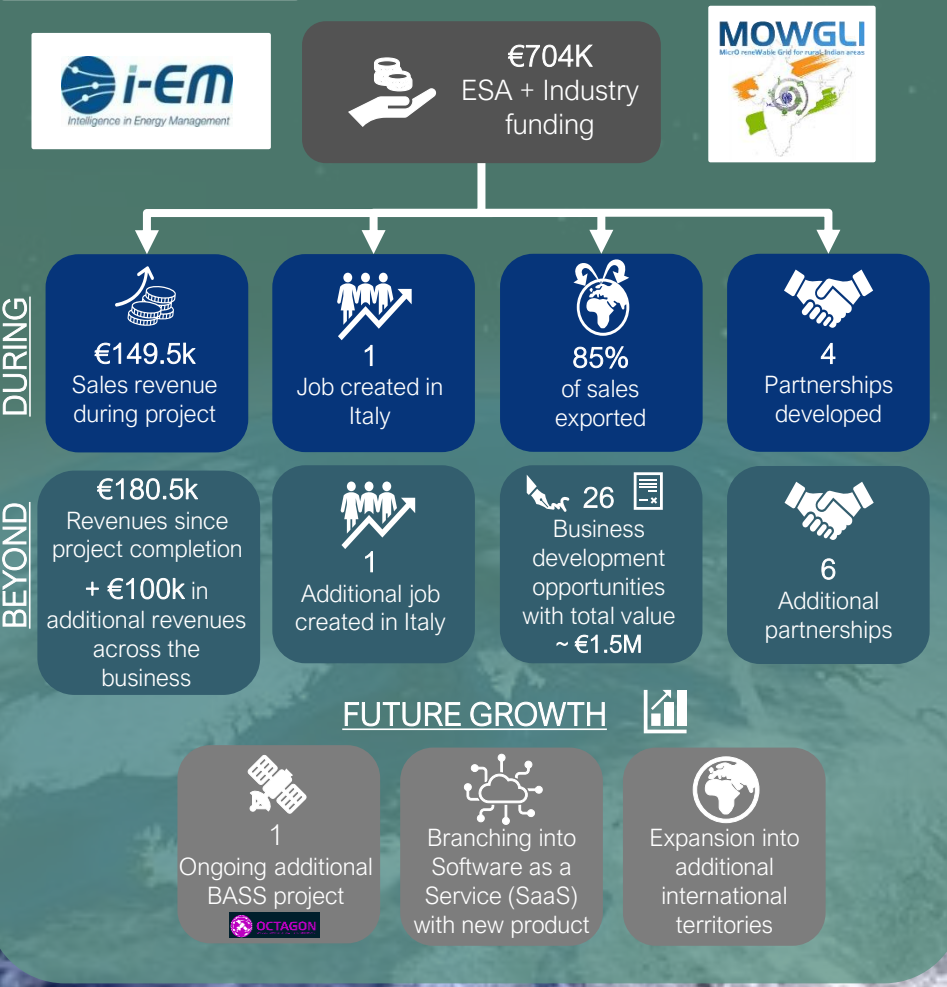 i-EM
Intelligence in Energy Management
€704K
ESA + Industry
funding
MOWGLI
MicrO reneWable Grid for ruraL Indian areas
DURING
€149.5k
Sales revenue
during project
1
Job created in
Italy
85%
of sales
exported
4
Partnerships
developed
BEYOND
€180.5k
Revenues since
project completion
+ €100k in
additional revenues
across the
business
1
Additional job
created in Italy
26
Business
development
opportunities
with total value
~ €1.5M
6
Additional
partnerships
FUTURE GROWTH
1
Ongoing additional
BASS project
OCTAGON
Branching into
Software as a
Service (SaaS)
with new product
Expansion into
additional
international
territories